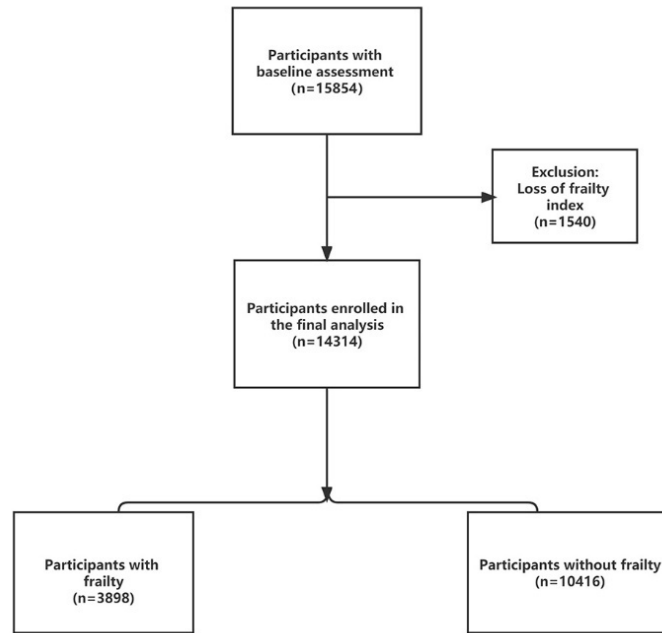 Participants with
baseline assessment
(n=15854)
Exclusion:
Loss of frailty
index
(n=1540)
Participants enrolled in
the final analysis
(n=14314)
Participants with
frailty
(n=3898)
Participants without frailty
(n=10416)